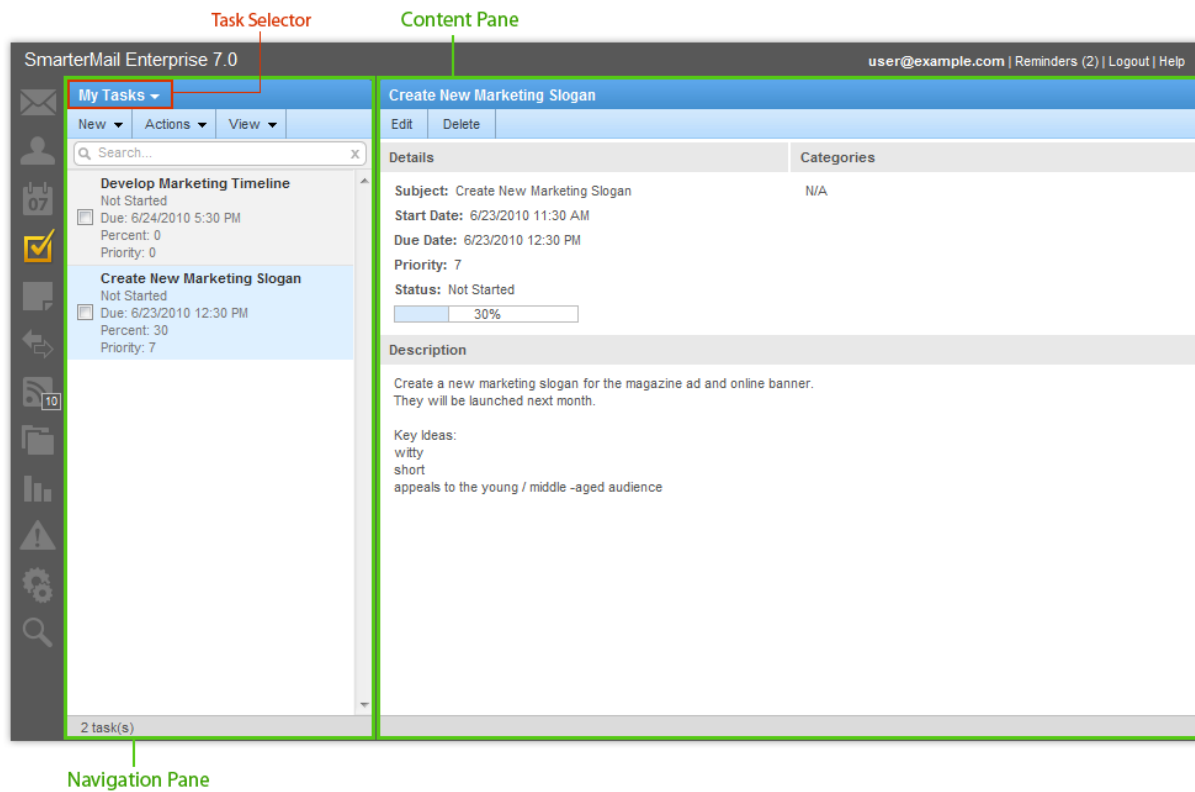 Task Selector
Content Pane
SmarterMail Enterprise 7.0
user@example.com | Reminders (2) | Logout | Help
My Tasks
New
Actions
View
Search...
x
Develop Marketing Timeline
Not Started
Due: 6/24/2010 5:30 PM
Percent: 0
Priority: 0
Create New Marketing Slogan
Not Started
Due: 6/23/2010 12:30 PM
Percent: 30
Priority: 7
2 task(s)
07
10
Create New Marketing Slogan
Edit
Delete
Details
Categories
Subject: Create New Marketing Slogan
N/A
Start Date: 6/23/2010 11:30 AM
Due Date: 6/23/2010 12:30 PM
Priority: 7
Status: Not Started
30%
Description
Create a new marketing slogan for the magazine ad and online banner.
They will be launched next month.
Key Ideas:
witty
short
appeals to the young / middle -aged audience
Navigation Pane